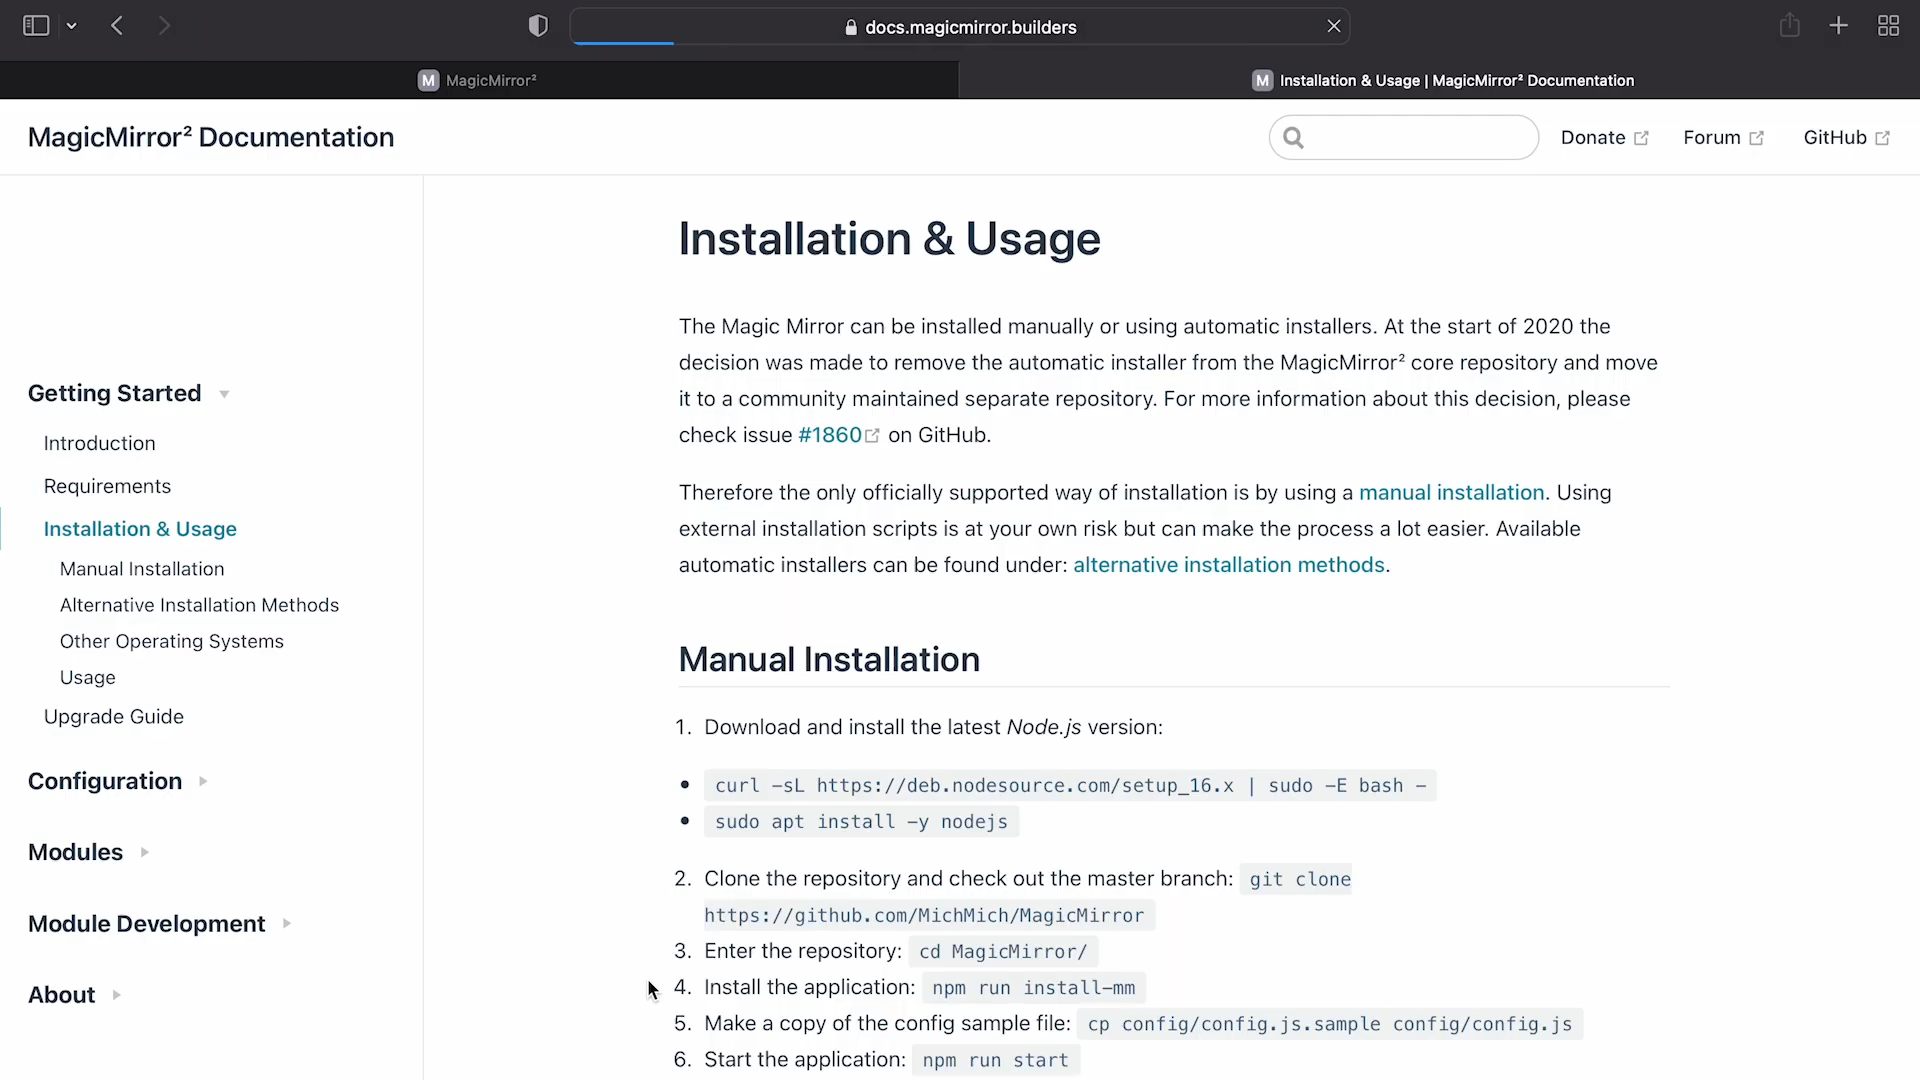 docs.magicmirror.builders
M MagicMirror²
M Installation & Usage | MagicMirror² Documentation
MagicMirror² Documentation
Donate
Forum
GitHub
Getting Started
Introduction
Requirements
Installation & Usage
Manual Installation
Alternative Installation Methods
Other Operating Systems
Usage
Upgrade Guide
Configuration
Modules
Module Development
About
Installation & Usage
The Magic Mirror can be installed manually or using automatic installers. At the start of 2020 the
decision was made to remove the automatic installer from the MagicMirror² core repository and move
it to a community maintained separate repository. For more information about this decision, please
check issue #1860 on GitHub.
Therefore the only officially supported way of installation is by using a manual installation. Using
external installation scripts is at your own risk but can make the process a lot easier. Available
automatic installers can be found under: alternative installation methods.
Manual Installation
1. Download and install the latest Node.js version:
• curl -sL https://deb.nodesource.com/setup_16.x | sudo -E bash -
• sudo apt install -y nodejs
2. Clone the repository and check out the master branch: git clone
https://github.com/MichMich/MagicMirror
3. Enter the repository: cd MagicMirror/
4. Install the application: npm run install-mm
5. Make a copy of the config sample file: cp config/config.js.sample config/config.js
6. Start the application: npm run start